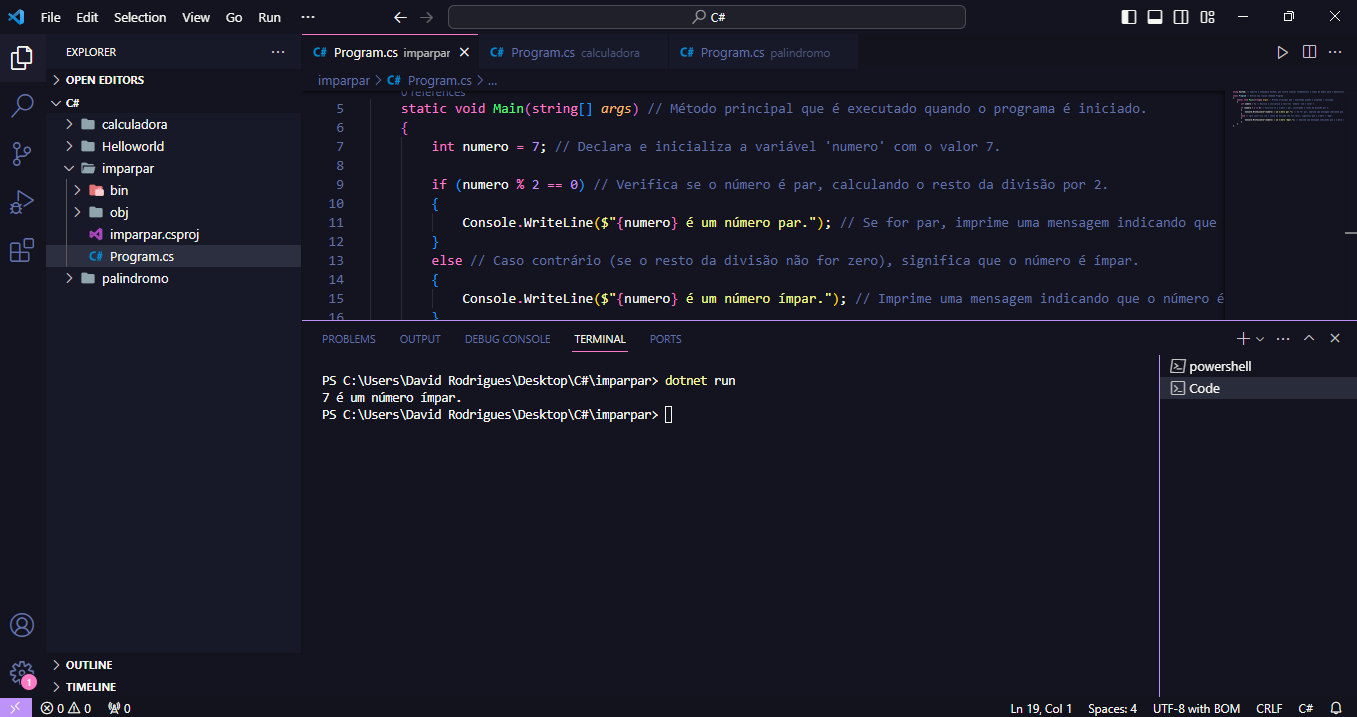 File Edit Selection View Go Run ··· C#
EXPLORER ···
OPEN EDITORS
C#
calculadora
Helloworld
imparpar
bin
obj
imparpar.csproj
C# Program.cs
palindromo
OUTLINE
TIMELINE
C# Program.cs imparpar
C# Program.cs calculadora
C# Program.cs palindromo
imparpar > C# Program.cs > ...
0 references
5 static void Main(string[] args) // Método principal que é executado quando o programa é iniciado.
6 {
7 int numero = 7; // Declara e inicializa a variável 'numero' com o valor 7.
8
9 if (numero % 2 == 0) // Verifica se o número é par, calculando o resto da divisão por 2.
10 {
11 Console.WriteLine($"{numero} é um número par."); // Se for par, imprime uma mensagem indicando que
12 }
13 else // Caso contrário (se o resto da divisão não for zero), significa que o número é ímpar.
14 {
15 Console.WriteLine($"{numero} é um número ímpar."); // Imprime uma mensagem indicando que o número é
16 }
PROBLEMS OUTPUT DEBUG CONSOLE TERMINAL PORTS
PS C:\Users\David Rodrigues\Desktop\C#\imparpar> dotnet run
7 é um número ímpar.
PS C:\Users\David Rodrigues\Desktop\C#\imparpar>
powershell
Code
1
0 0 0 Ln 19, Col 1 Spaces: 4 UTF-8 with BOM CRLF C#